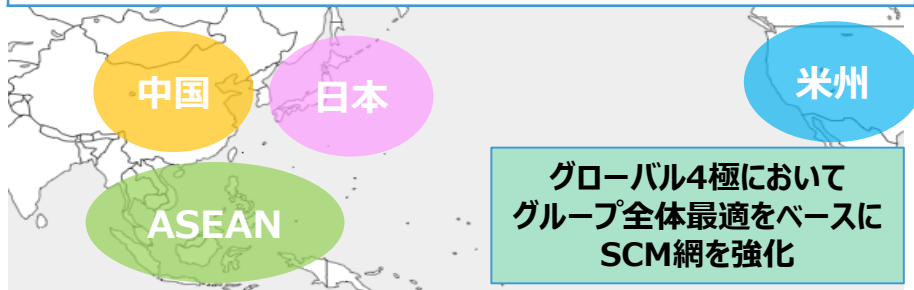 中国
日本
米州
ASEAN
グローバル4極において
グループ全体最適をベースに
SCM網を強化